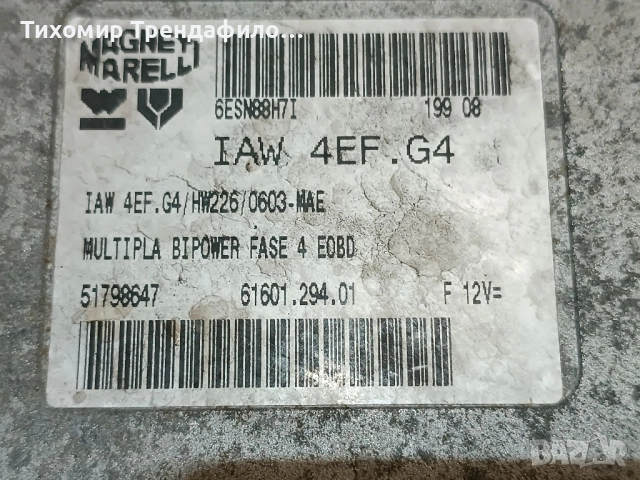 Тихомир Трендафило...
MAGNETI
MARELLI
6ESN88H7I 199 08
IAW 4EF.G4
IAW 4EF.G4/HW226/0603-MAE
MULTIPLA BIPOWER FASE 4 EOBD
51798647 61601.294.01 F 12V=
BAZAR